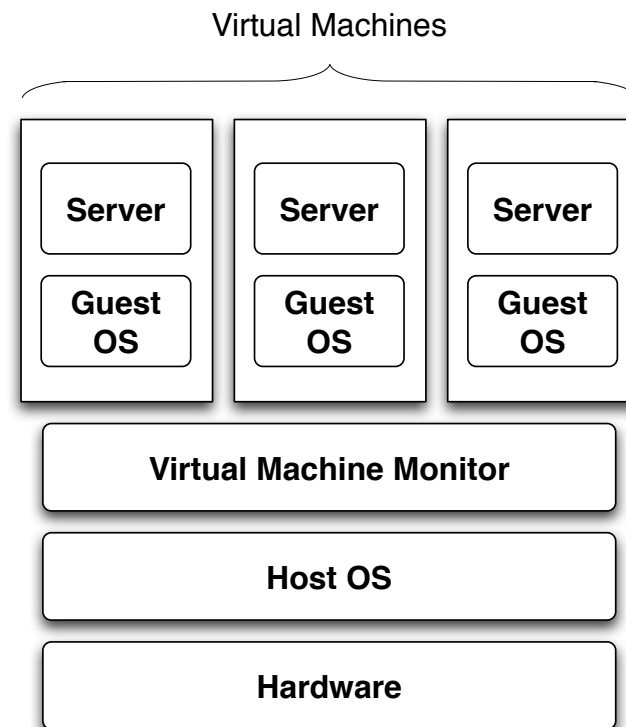 Virtual Machines
Server
Server
Server
Guest
OS
Guest
OS
Guest
OS
Virtual Machine Monitor
Host OS
Hardware